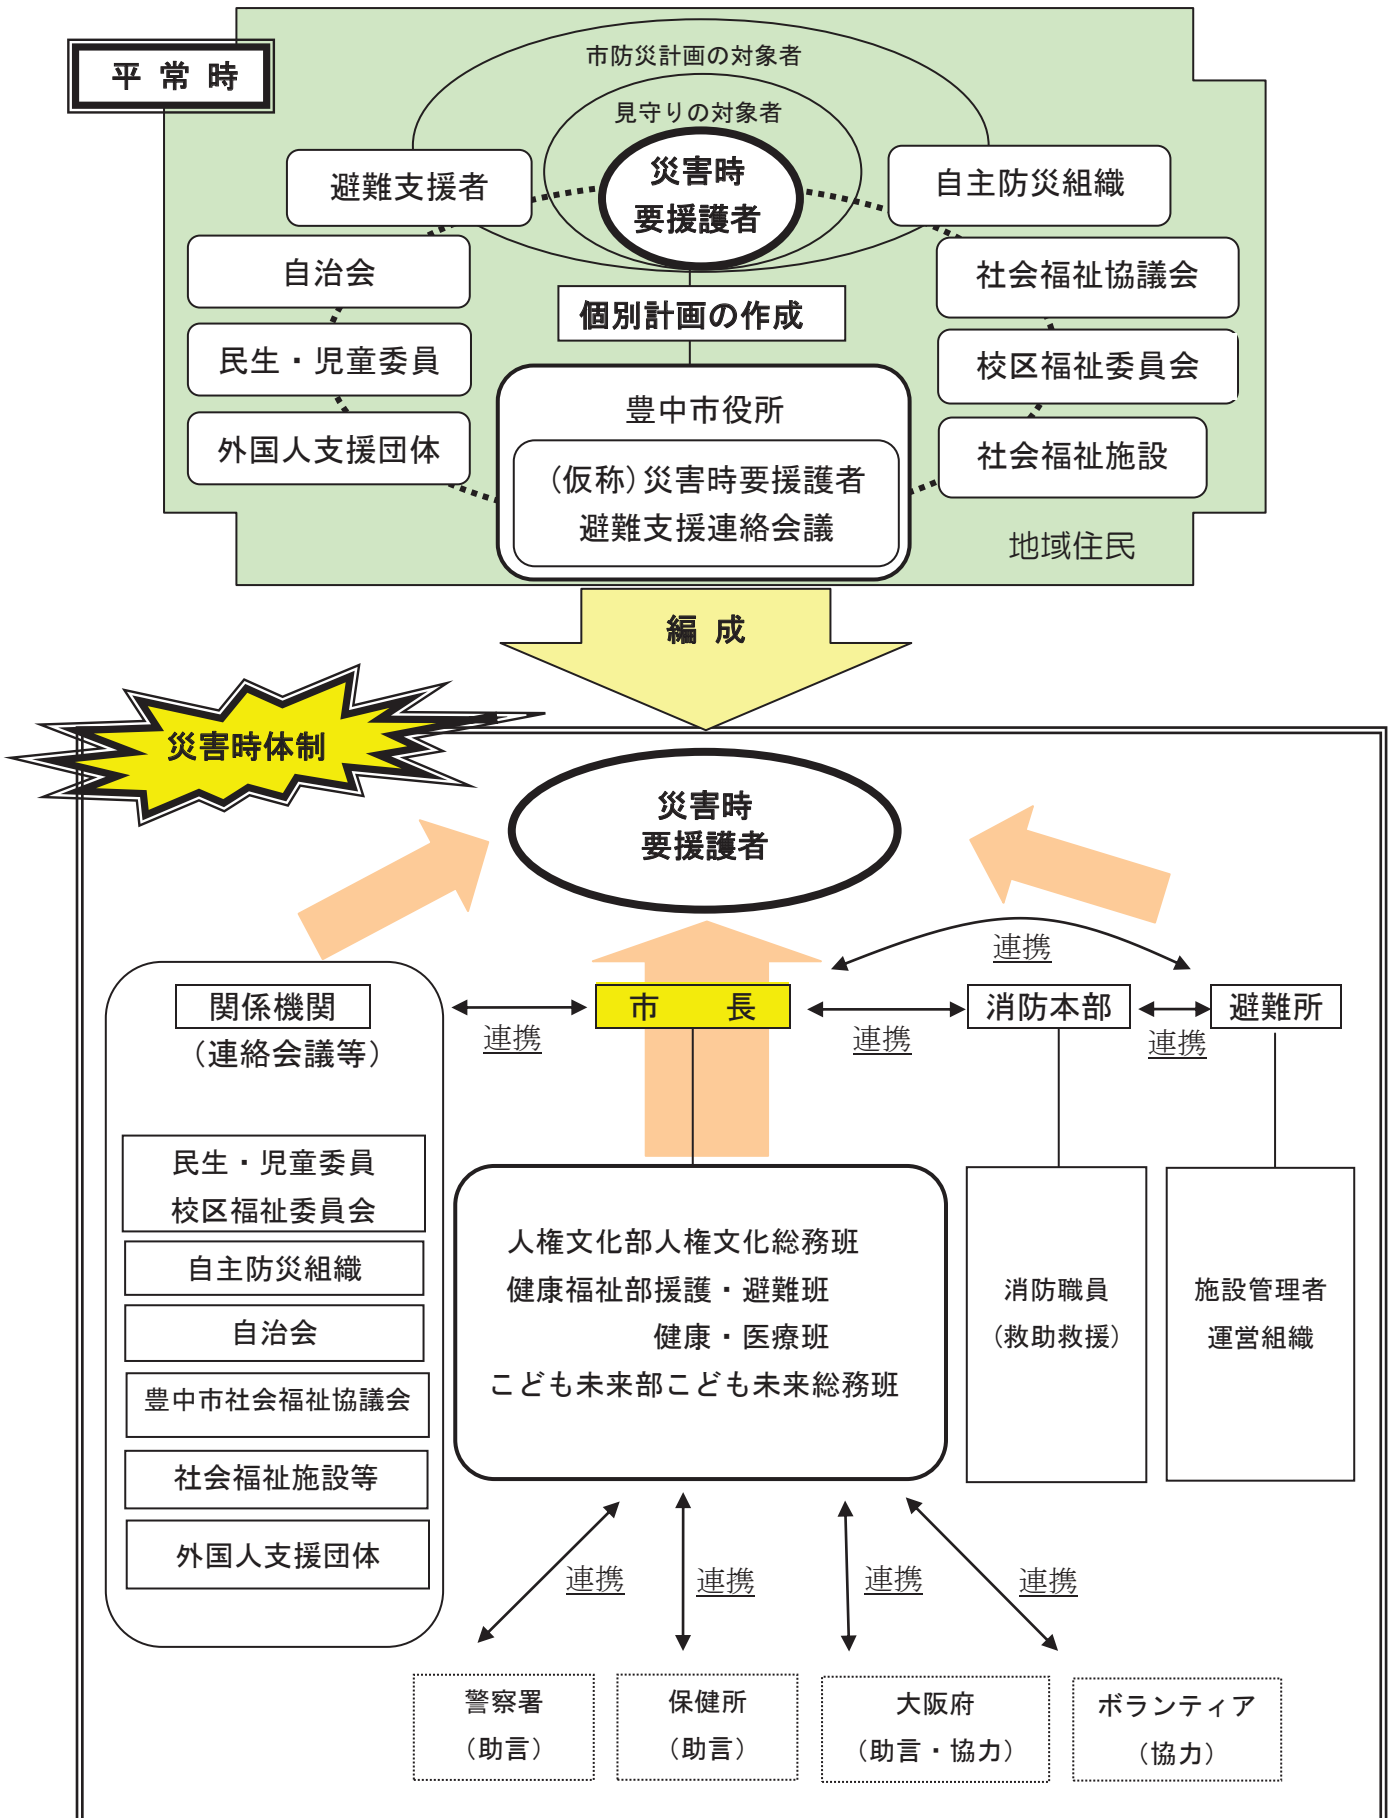 平常時
市防災計画の対象者
見守りの対象者
災害時
要援護者
避難支援者
自主防災組織
自治会
社会福祉協議会
個別計画の作成
民生・児童委員
校区福祉委員会
豊中市役所
外国人支援団体
社会福祉施設
(仮称)災害時要援護者
避難支援連絡会議
地域住民
編成
災害時体制
災害時
要援護者
連携
関係機関
(連絡会議等)
市長
消防本部
避難所
連携
連携
連携
民生・児童委員
校区福祉委員会
自主防災組織
自治会
豊中市社会福祉協議会
社会福祉施設等
外国人支援団体
人権文化部人権文化総務班
健康福祉部援護・避難班
健康・医療班
こども未来部こども未来総務班
消防職員
(救助救援)
施設管理者
運営組織
連携
連携
連携
連携
警察署
(助言)
保健所
(助言)
大阪府
(助言・協力)
ボランティア
(協力)